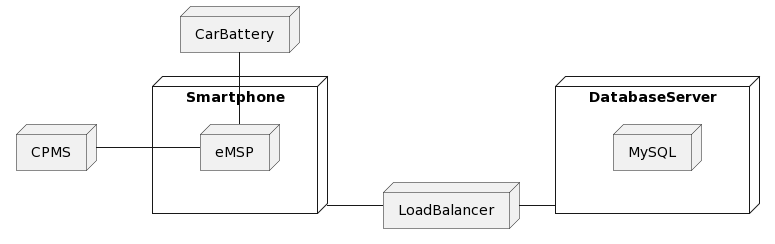 CarBattery
Smartphone
DatabaseServer
CPMS
eMSP
MySQL
LoadBalancer